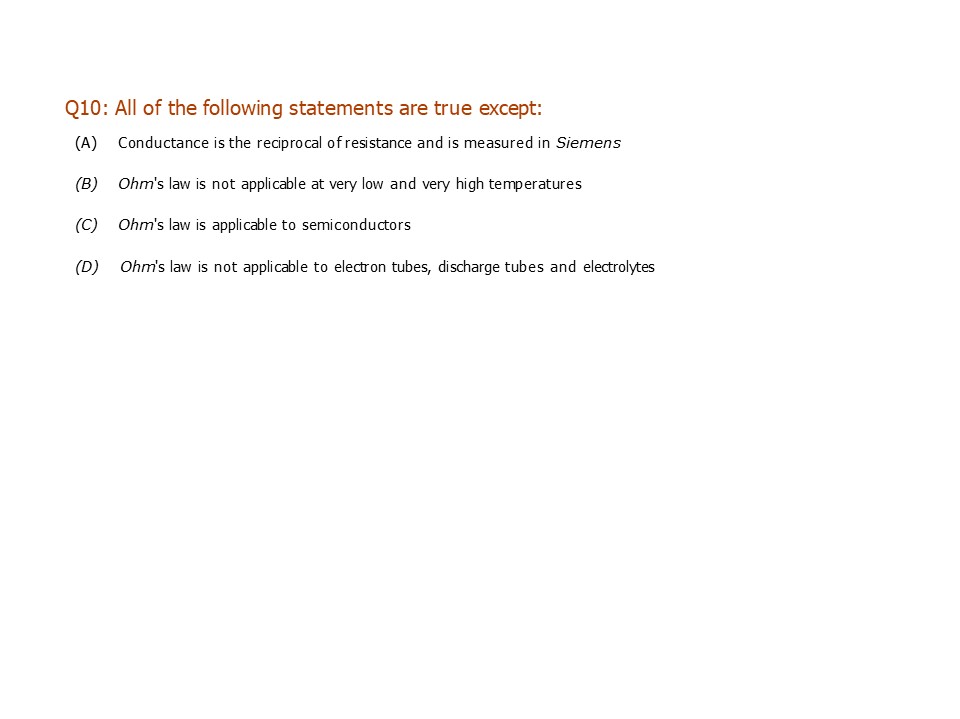 Q10: All of the following statements are true except:
(A) Conductance is the reciprocal of resistance and is measured in Siemens
(B) Ohm's law is not applicable at very low and very high temperatures
(C) Ohm's law is applicable to semiconductors
(D) Ohm's law is not applicable to electron tubes, discharge tubes and electrolytes